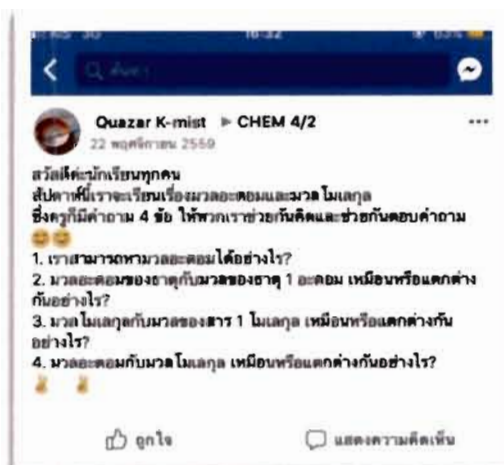 16:32
63%
ค้นหา
Quazar K-mist ▶ CHEM 4/2
22 พฤศจิกายน 2559
สวัสดีค่ะนักเรียนทุกคน
สัปดาห์นี้เราจะเรียนเรื่องมวลอะตอมและมวลโมเลกุล
ซึ่งครูก็มีคำถาม 4 ข้อ ให้พวกเราช่วยกันคิดและช่วยกันตอบคำถาม
1. เราสามารถหามวลอะตอมได้อย่างไร?
2. มวลอะตอมของธาตุกับมวลของธาตุ 1 อะตอม เหมือนหรือแตกต่าง
กันอย่างไร?
3. มวลโมเลกุลกับมวลของสาร 1 โมเลกุล เหมือนหรือแตกต่างกัน
อย่างไร?
4. มวลอะตอมกับมวลโมเลกุล เหมือนหรือแตกต่างกันอย่างไร?
ถูกใจ
แสดงความคิดเห็น